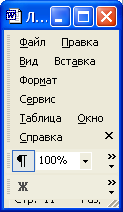 Л...
Файл Правка
Вид Вставка
Формат
Сервис
Таблица Окно
Справка
¶ 100%
Ж